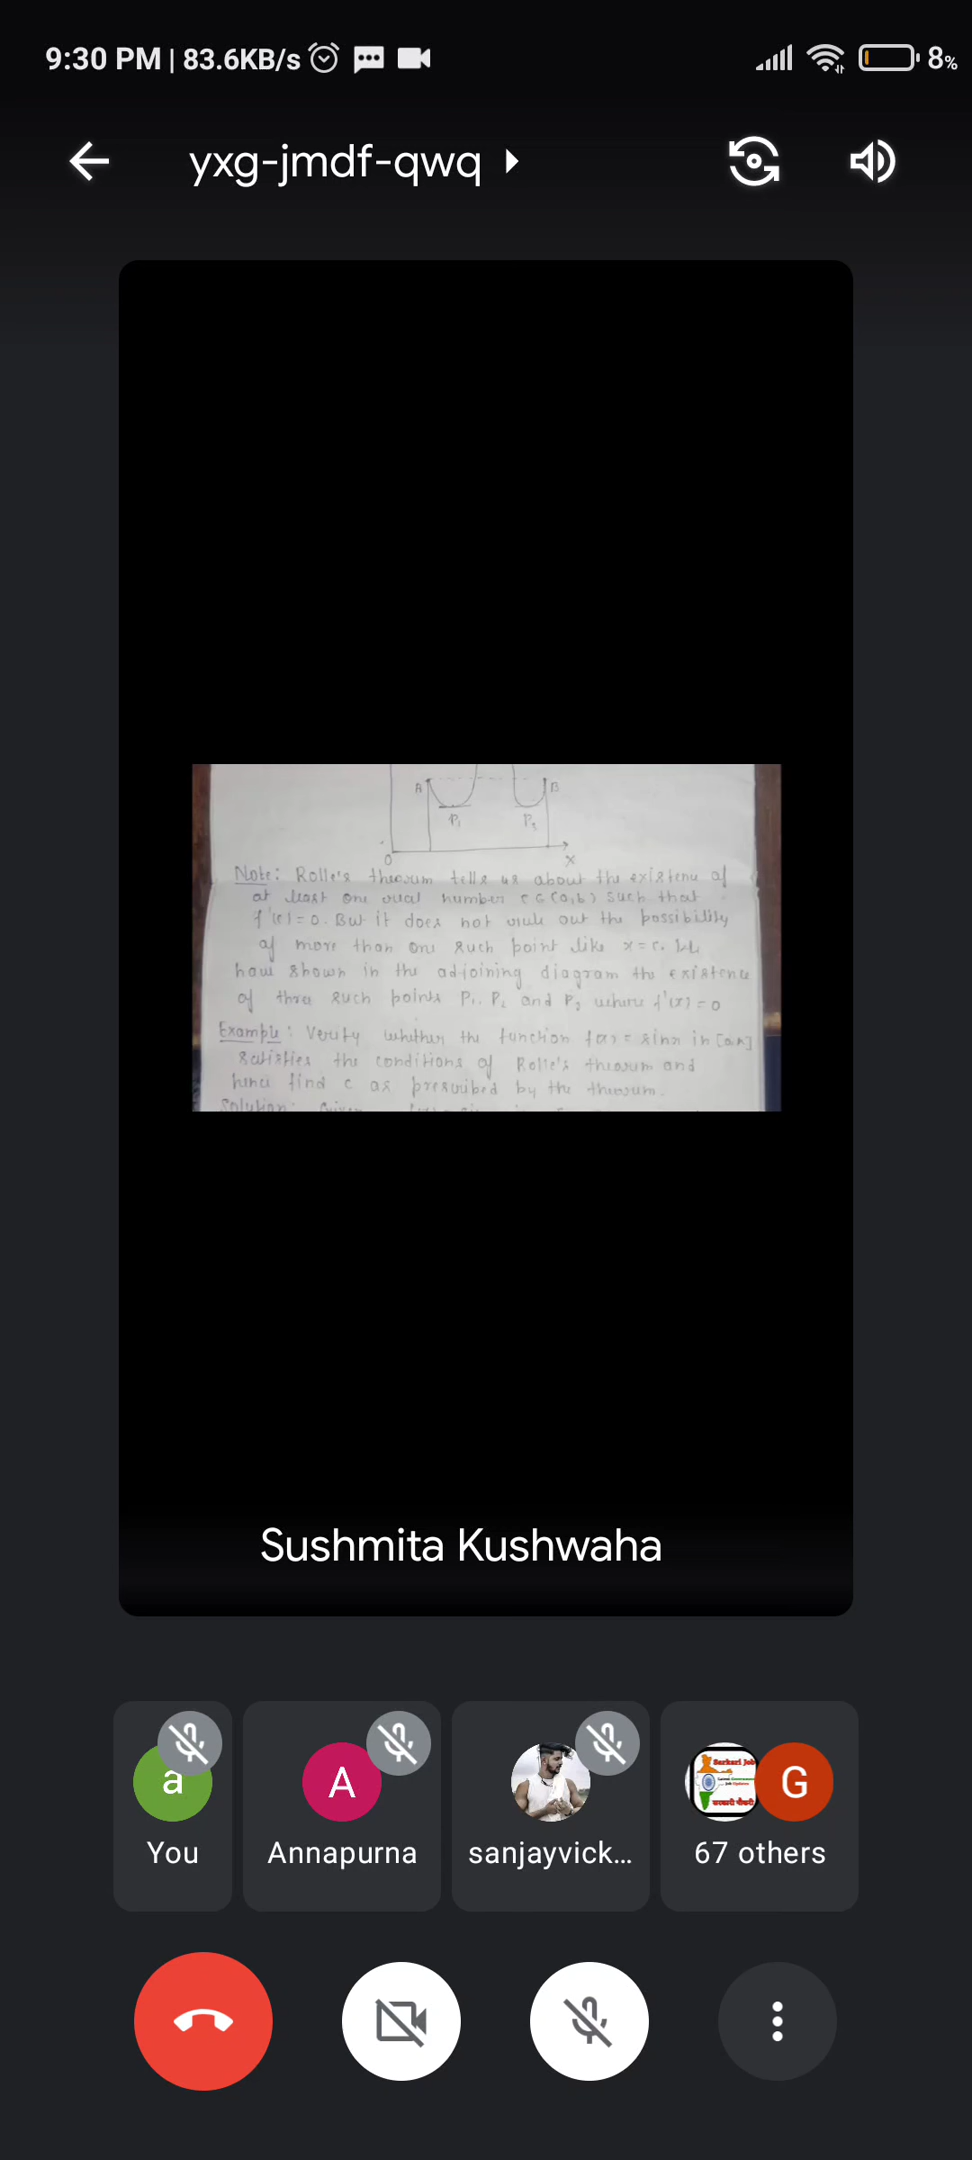 9:30 PM | 83.6KB/s 8%
yxg-jmdf-qwq
A B
P₁
O X
Note: Rolle's theorem tells us about the existence of
at least one real number c ∈ (a,b) such that
f'(c)=0. But it does not rule out the possibility
of more than one such point like x=c. We
have shown in the adjoining diagram the existence
of three such points P₁, P₂ and P₃ where f'(x)=0
Example: Verify whether the function f(x) = sinx in
satisfies the conditions of Rolle's theorem and
hence find c as prescribed by the theorem.
Solution: Given
Sushmita Kushwaha
a A Sarkari Job G
You Annapurna sanjayvick... 67 others